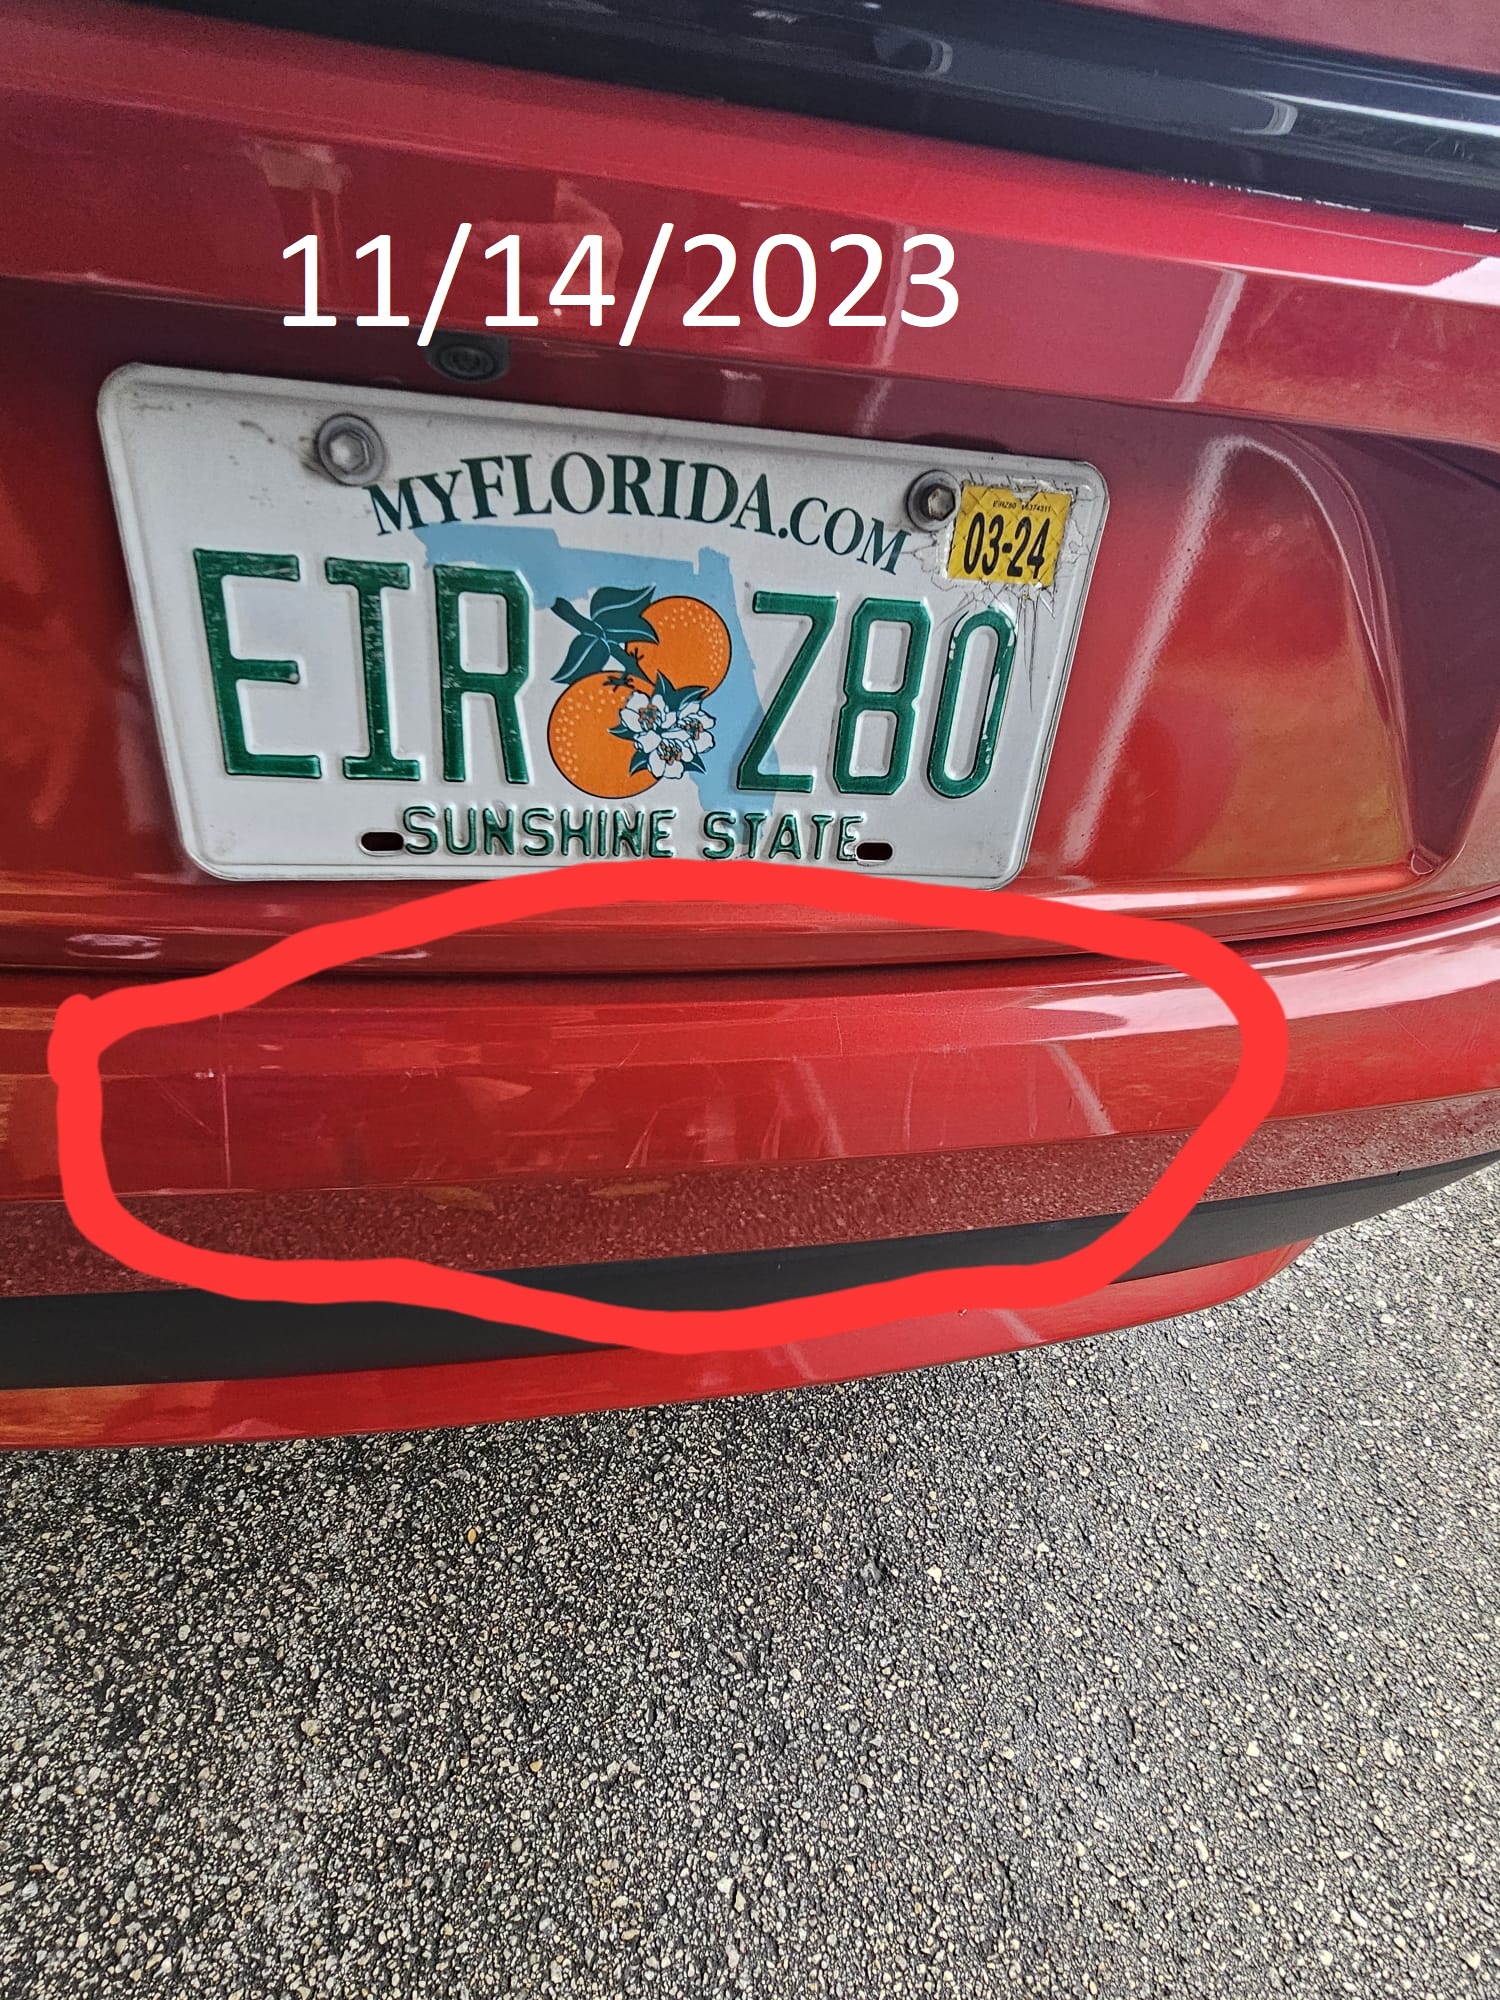 11/14/2023
MYFLORIDA.COM
03-24
EIR Z80
SUNSHINE STATE